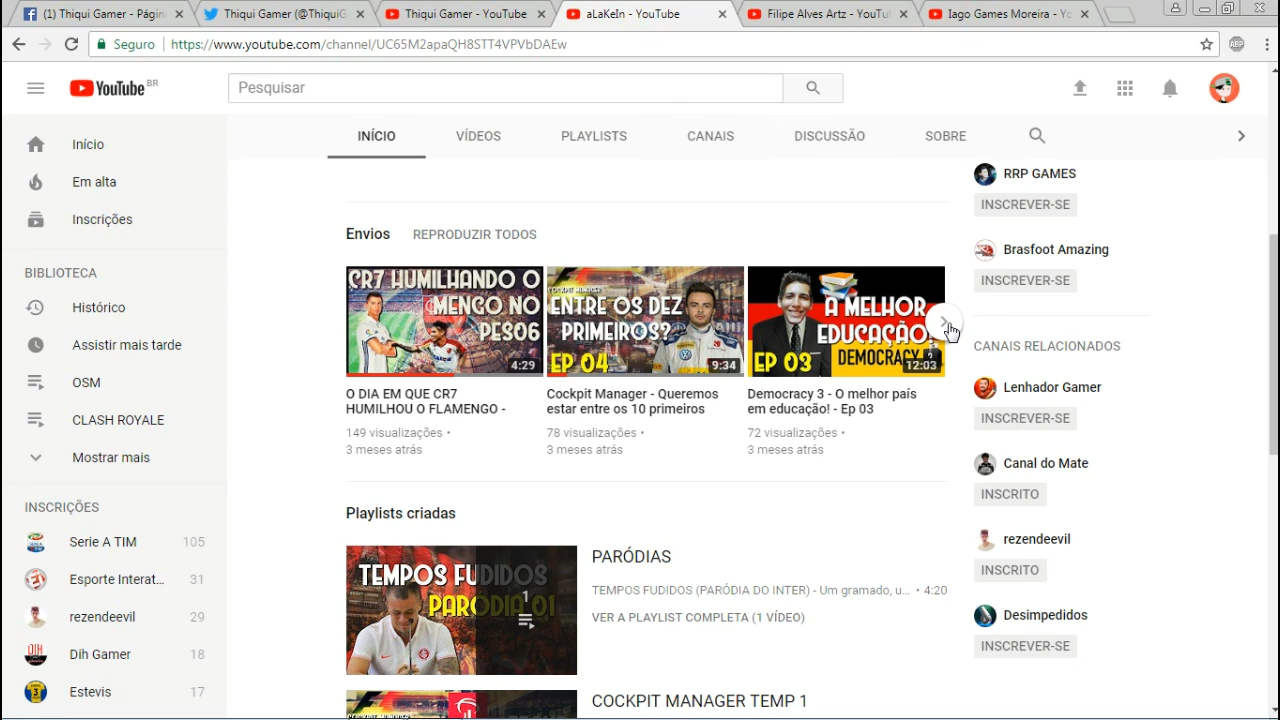 (1) Thiqui Gamer - Págin
Thiqui Gamer (@ThiquiG
Thiqui Gamer - YouTube
aLaKeIn - YouTube
Filipe Alves Artz - YouTu
Iago Games Moreira - Yo
Seguro
https://www.youtube.com/channel/UC65M2apaQH8STT4VPVbDAEw
ABP
YouTube BR
Pesquisar
INÍCIO
VÍDEOS
PLAYLISTS
CANAIS
DISCUSSÃO
SOBRE
Início
Em alta
Inscrições
BIBLIOTECA
Histórico
Assistir mais tarde
OSM
CLASH ROYALE
Mostrar mais
INSCRIÇÕES
Serie A TIM 105
Esporte Interat... 31
rezendeevil 29
Dih Gamer 18
Estevis 17
Envios REPRODUZIR TODOS
CR7 HUMILHANDO O
MENGO NO
PES06
4:29
O DIA EM QUE CR7
HUMILHOU O FLAMENGO -
149 visualizações •
3 meses atrás
COCKPIT MANAGER
ENTRE OS DEZ
PRIMEIROS?
EP 04
9:34
Cockpit Manager - Queremos
estar entre os 10 primeiros
78 visualizações •
3 meses atrás
A MELHOR
EDUCAÇÃO!
EP 03
DEMOCRACY
12:03
Democracy 3 - O melhor país
em educação! - Ep 03
72 visualizações •
3 meses atrás
Playlists criadas
TEMPOS FUDIDOS
PARÓDIA 01
1
PARÓDIAS
TEMPOS FUDIDOS (PARÓDIA DO INTER) - Um gramado, u... • 4:20
VER A PLAYLIST COMPLETA (1 VÍDEO)
COCKPIT MANAGER TEMP 1
RRP GAMES
INSCREVER-SE
Brasfoot Amazing
INSCREVER-SE
CANAIS RELACIONADOS
Lenhador Gamer
INSCREVER-SE
Canal do Mate
INSCRITO
rezendeevil
INSCRITO
Desimpedidos
INSCREVER-SE